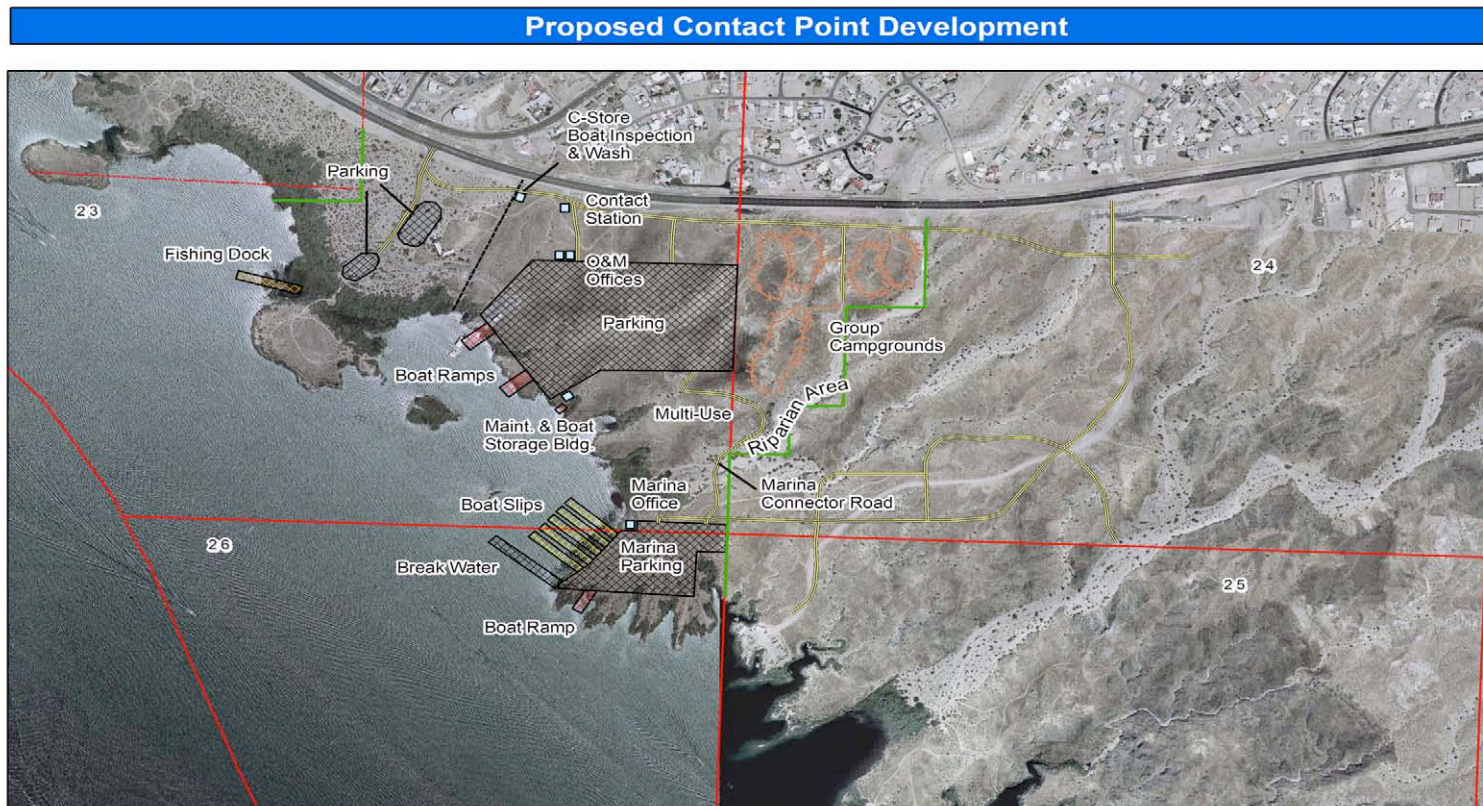 Proposed Contact Point Development
C-Store
Boat Inspection
& Wash
Parking
Contact
Station
23
24
Fishing Dock
O&M
Offices
Parking
Group
Campgrounds
Boat Ramps
Riparian Area
Multi-Use
Maint. & Boat
Storage Bldg.
Marina
Office
Marina
Connector Road
Boat Slips
26
Marina
Parking
Break Water
25
Boat Ramp